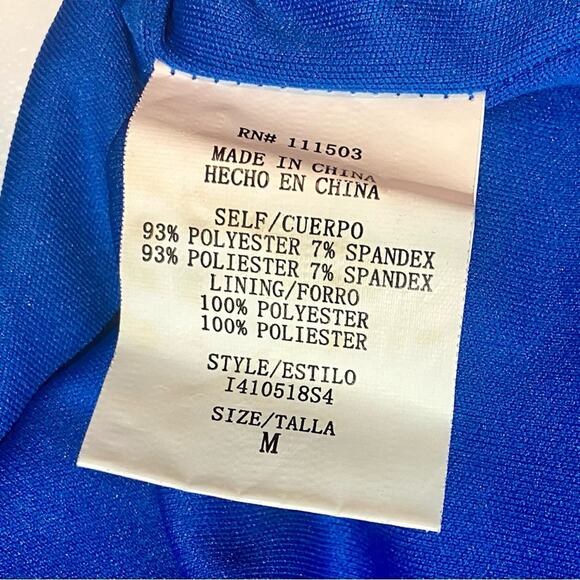 RN# 111503
MADE IN CHINA
HECHO EN CHINA
SELF/CUERPO
93% POLYESTER 7% SPANDEX
93% POLIESTER 7% SPANDEX
LINING/FORRO
100% POLYESTER
100% POLIESTER
STYLE/ESTILO
I410518S4
SIZE/TALLA
M